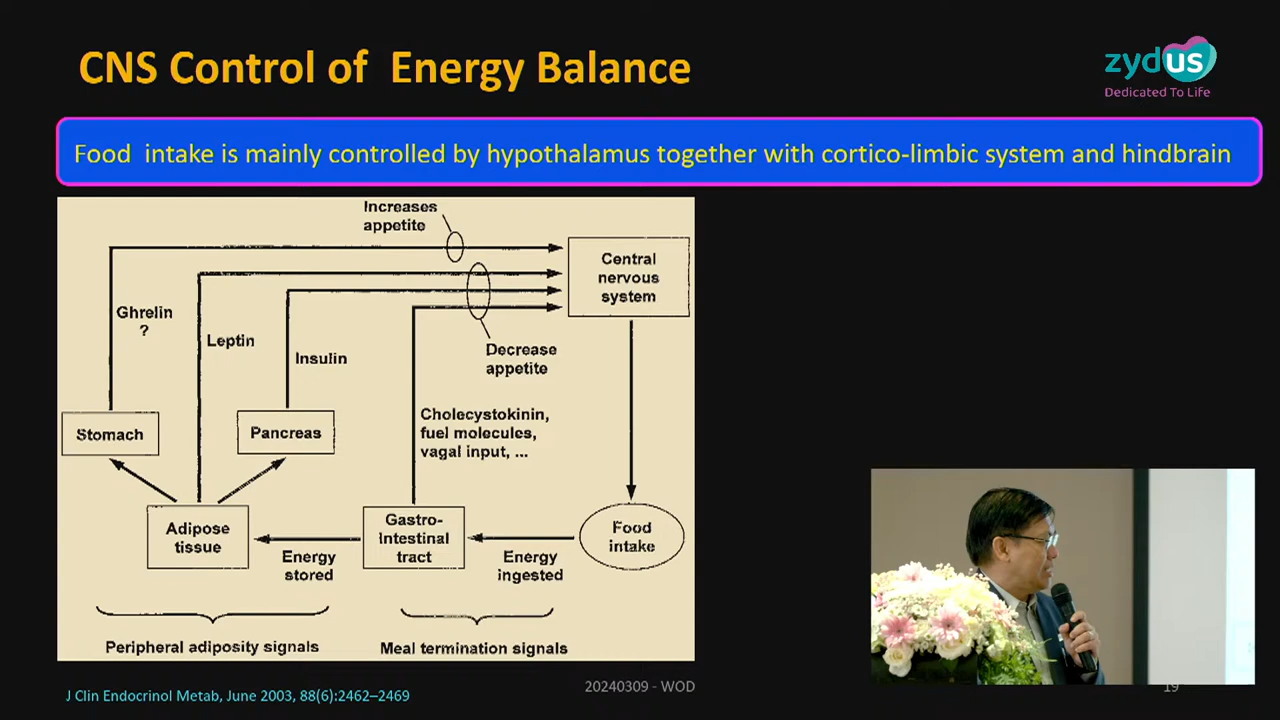 CNS Control of Energy Balance
zydus
Dedicated To Life
Food intake is mainly controlled by hypothalamus together with cortico-limbic system and hindbrain
Increases
appetite
Central
nervous
system
Ghrelin
?
Leptin
Insulin
Decrease
appetite
Cholecystokinin,
fuel molecules,
vagal input, ...
Stomach
Pancreas
Adipose
tissue
Energy
stored
Gastro-
intestinal
tract
Energy
ingested
Food
intake
Peripheral adiposity signals
Meal termination signals
J Clin Endocrinol Metab, June 2003, 88(6):2462–2469
20240309 - WOD
19